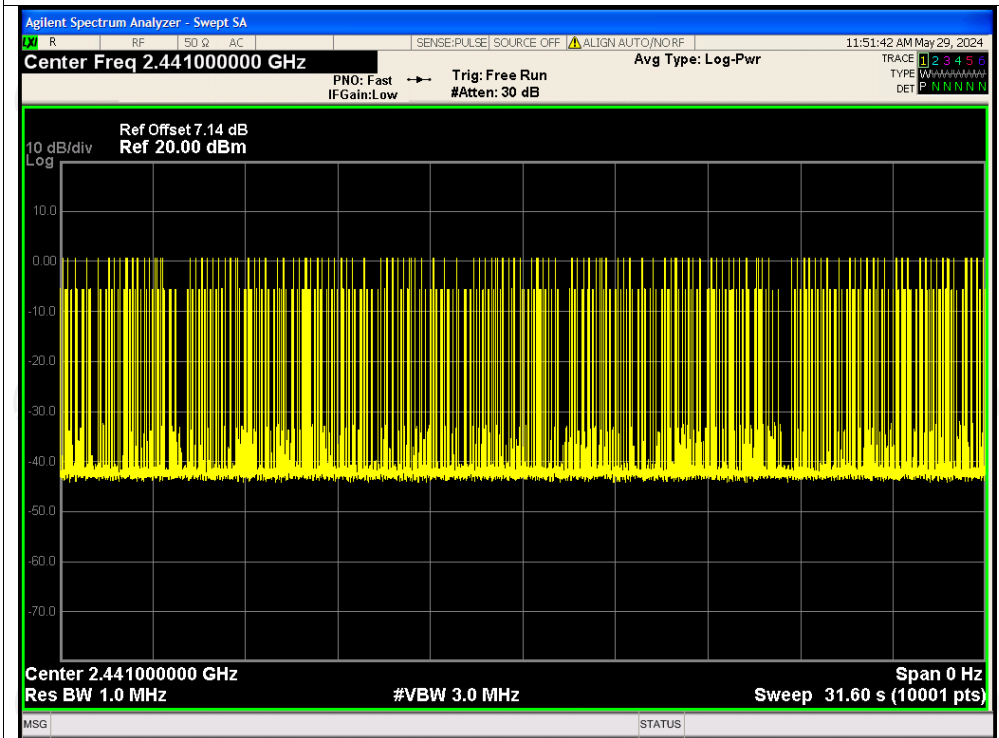 Agilent Spectrum Analyzer - Swept SA
LXI R RF 50 Ω AC SENSE:PULSE SOURCE OFF ALIGN AUTO/NO RF 11:51:42 AM May 29, 2024
Center Freq 2.441000000 GHz Avg Type: Log-Pwr TRACE 1 2 3 4 5 6
PNO: Fast Trig: Free Run TYPE W
IFGain:Low #Atten: 30 dB DET P N N N N N
Ref Offset 7.14 dB
10 dB/div Ref 20.00 dBm
Log
10.0
0.00
-10.0
-20.0
-30.0
-40.0
-50.0
-60.0
-70.0
Center 2.441000000 GHz Span 0 Hz
Res BW 1.0 MHz #VBW 3.0 MHz Sweep 31.60 s (10001 pts)
MSG STATUS